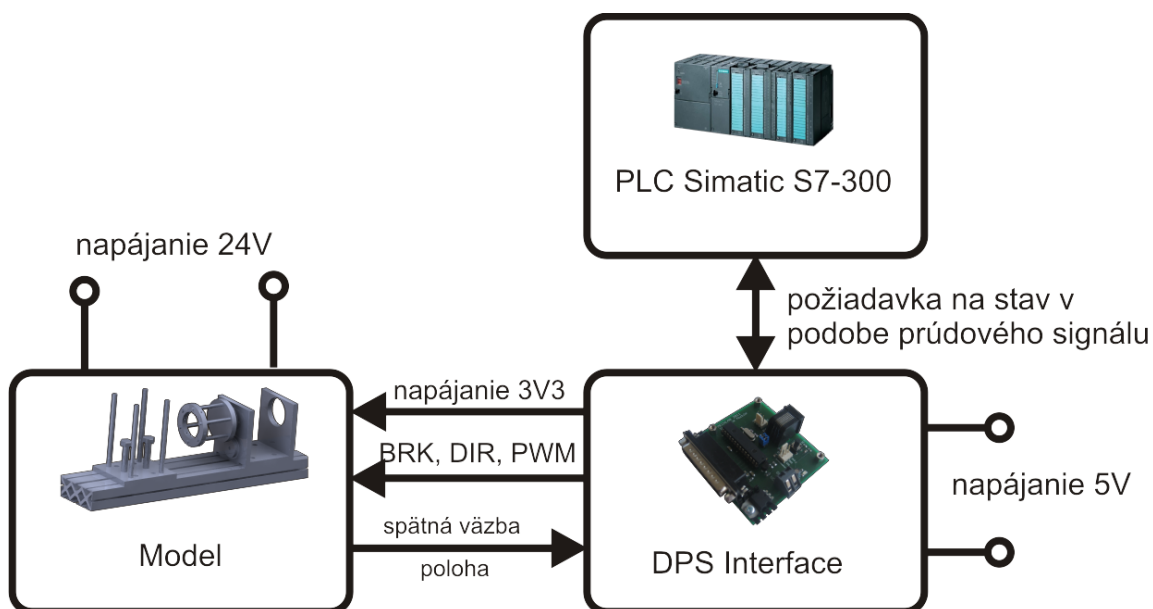 PLC Simatic S7-300
napájanie 24V
požiadavka na stav v
podobe prúdového signálu
napájanie 3V3
BRK, DIR, PWM
spätná väzba
poloha
Model
DPS Interface
napájanie 5V